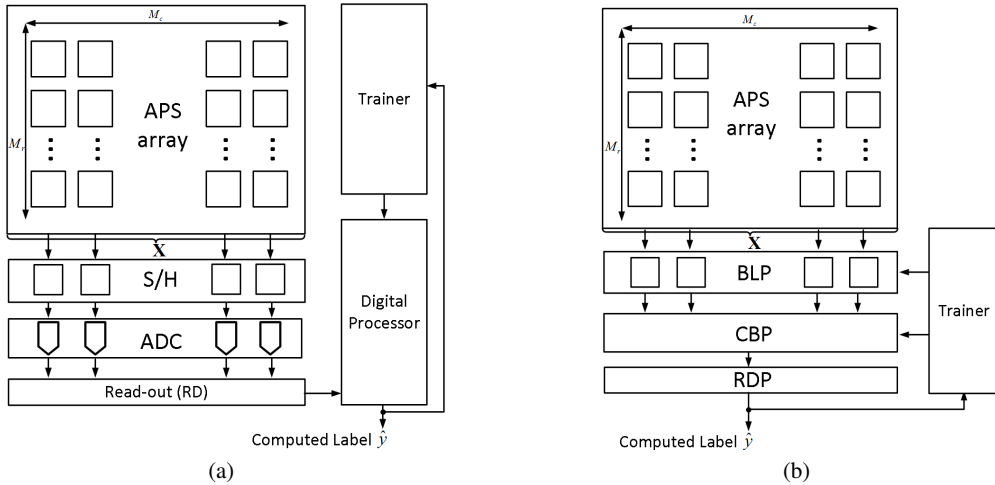 M_c
APS
array
M_r
X
S/H
ADC
Read-out (RD)
Trainer
Digital
Processor
Computed Label ŷ
(a)
M_c
APS
array
M_r
X
BLP
CBP
RDP
Trainer
Computed Label ŷ
(b)